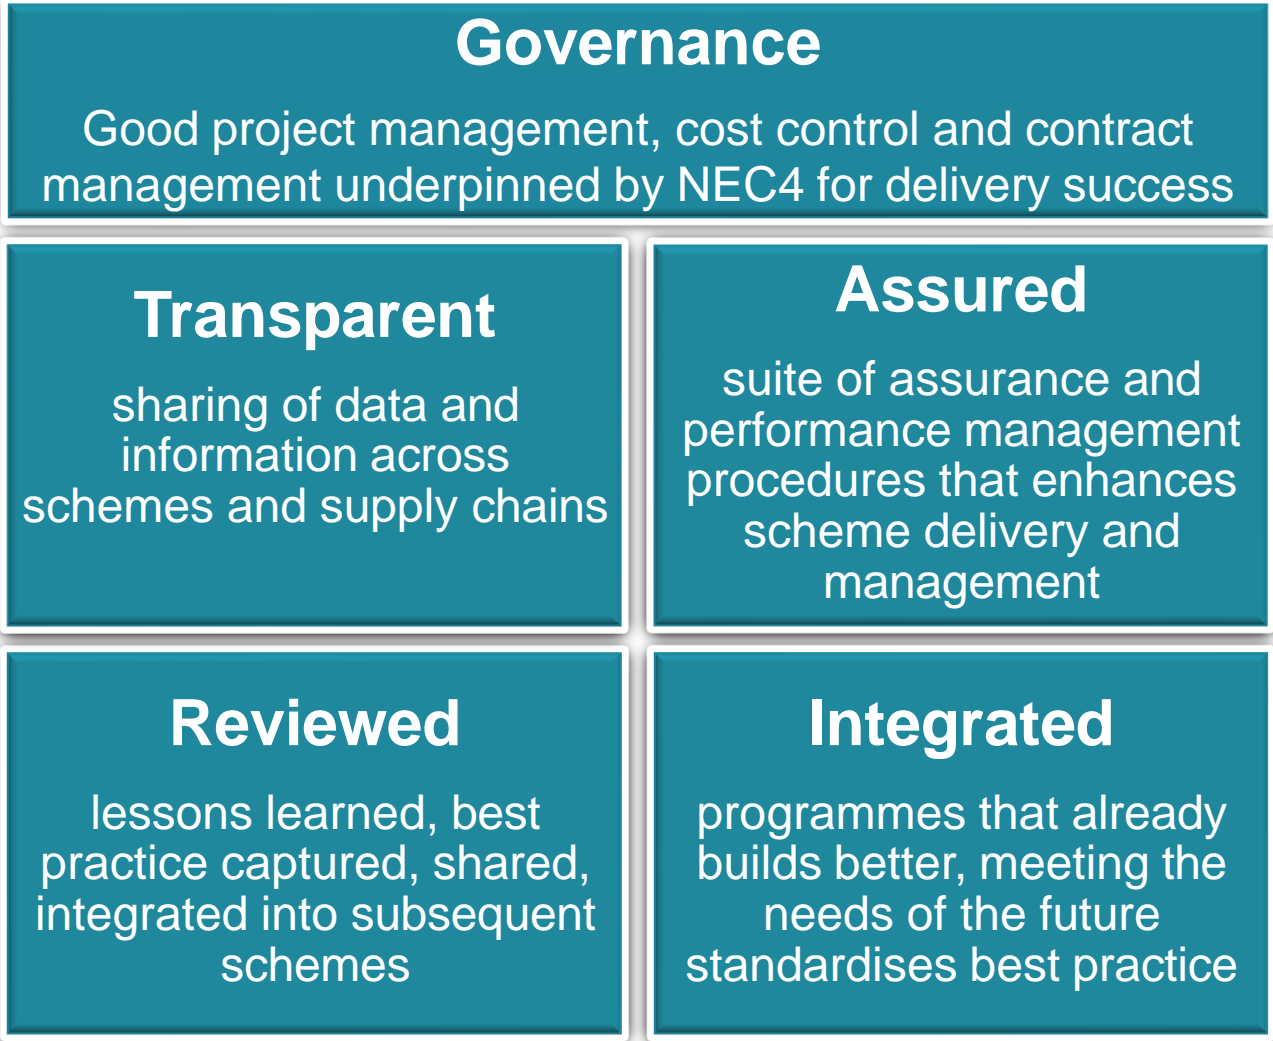 Governance
Good project management, cost control and contract
management underpinned by NEC4 for delivery success
Transparent
sharing of data and
information across
schemes and supply chains
Assured
suite of assurance and
performance management
procedures that enhances
scheme delivery and
management
Reviewed
lessons learned, best
practice captured, shared,
integrated into subsequent
schemes
Integrated
programmes that already
builds better, meeting the
needs of the future
standardises best practice